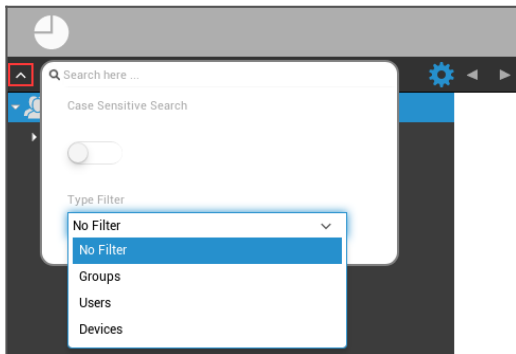 Search here ...
Case Sensitive Search
Type Filter
No Filter
No Filter
Groups
Users
Devices